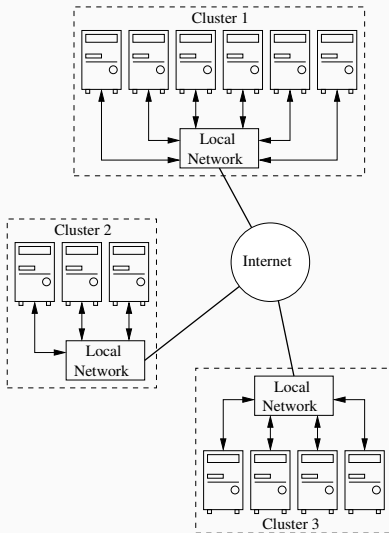 Cluster 1
Local
Network
Cluster 2
Internet
Local
Network
Local
Network
Cluster 3